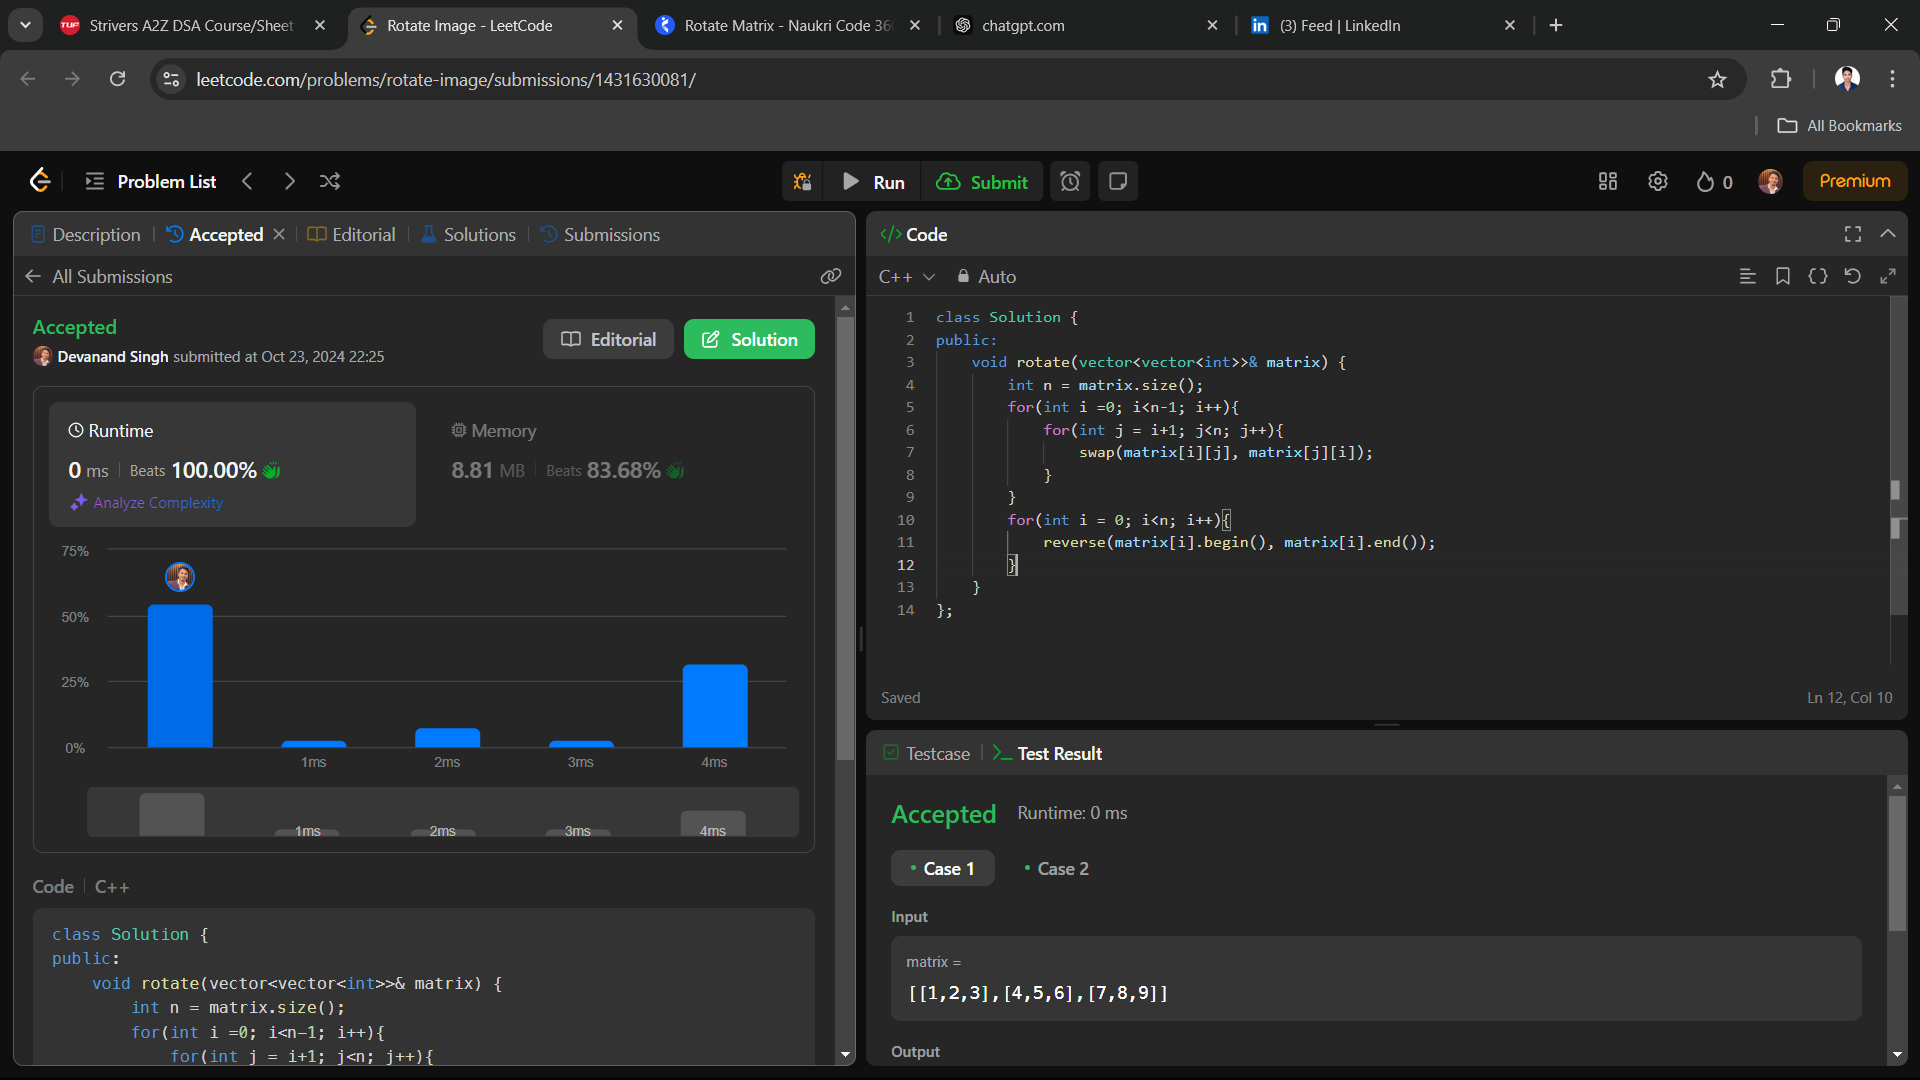 Strivers A2Z DSA Course/Sheet
Rotate Image - LeetCode
Rotate Matrix - Naukri Code 36
chatgpt.com
(3) Feed | LinkedIn
leetcode.com/problems/rotate-image/submissions/1431630081/
All Bookmarks
Problem List
Run
Submit
0
Premium
Description
Accepted
Editorial
Solutions
Submissions
All Submissions
Accepted
Devanand Singh submitted at Oct 23, 2024 22:25
Editorial
Solution
Runtime
0 ms
Beats 100.00%
Analyze Complexity
Memory
8.81 MB
Beats 83.68%
75%
50%
25%
0%
1ms
2ms
3ms
4ms
1ms
2ms
3ms
4ms
Code
C++
class Solution {
public:
void rotate(vector<vector<int>>& matrix) {
int n = matrix.size();
for(int i =0; i<n-1; i++){
for(int j = i+1; j<n; j++){
</> Code
C++
Auto
1 class Solution {
2 public:
3 void rotate(vector<vector<int>>& matrix) {
4 int n = matrix.size();
5 for(int i =0; i<n-1; i++){
6 for(int j = i+1; j<n; j++){
7 swap(matrix[i][j], matrix[j][i]);
8 }
9 }
10 for(int i = 0; i<n; i++){
11 reverse(matrix[i].begin(), matrix[i].end());
12 }
13 }
14 };
Saved
Ln 12, Col 10
Testcase
Test Result
Accepted
Runtime: 0 ms
Case 1
Case 2
Input
matrix =
[[1,2,3],[4,5,6],[7,8,9]]
Output